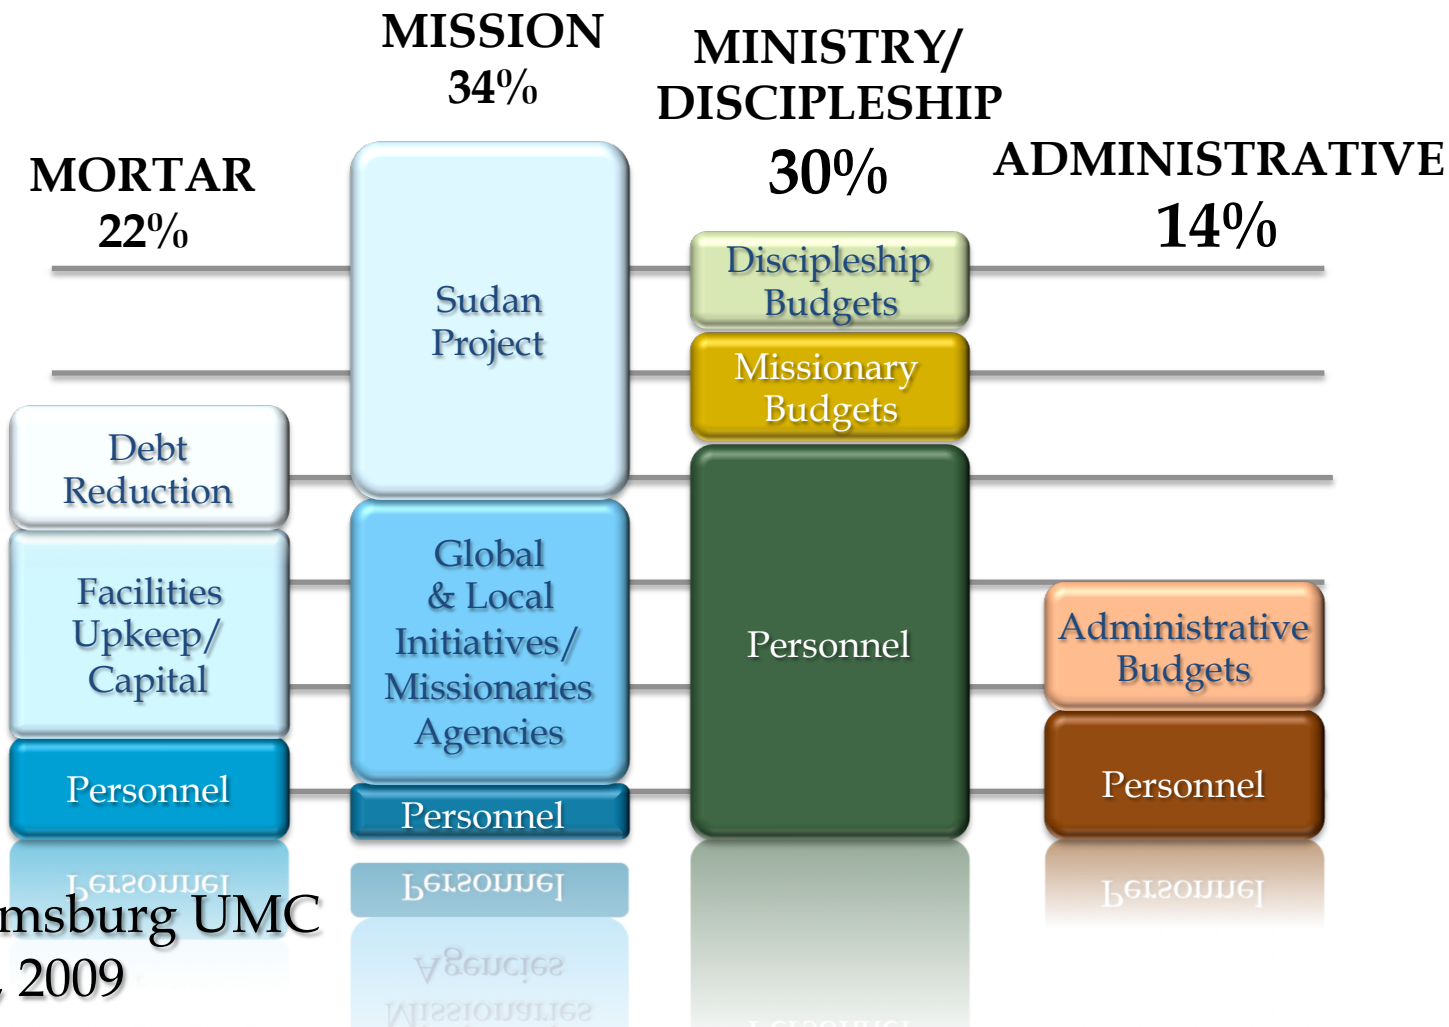 MORTAR
22%
MISSION
34%
MINISTRY/
DISCIPLESHIP
30%
ADMINISTRATIVE
14%
Debt
Reduction
Facilities
Upkeep/
Capital
Personnel
Sudan
Project
Global
& Local
Initiatives/
Missionaries
Agencies
Personnel
Discipleship
Budgets
Missionary
Budgets
Personnel
Administrative
Budgets
Personnel
msburg UMC
, 2009